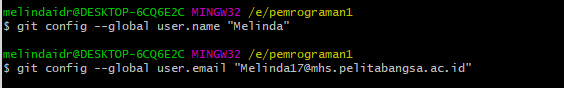 melindaidr@DESKTOP-6CQ6E2C MINGW32 /e/pemrograman1
$ git config --global user.name "Melinda"
melindaidr@DESKTOP-6CQ6E2C MINGW32 /e/pemrograman1
$ git config --global user.email "Melinda17@mhs.pelitabangsa.ac.id"